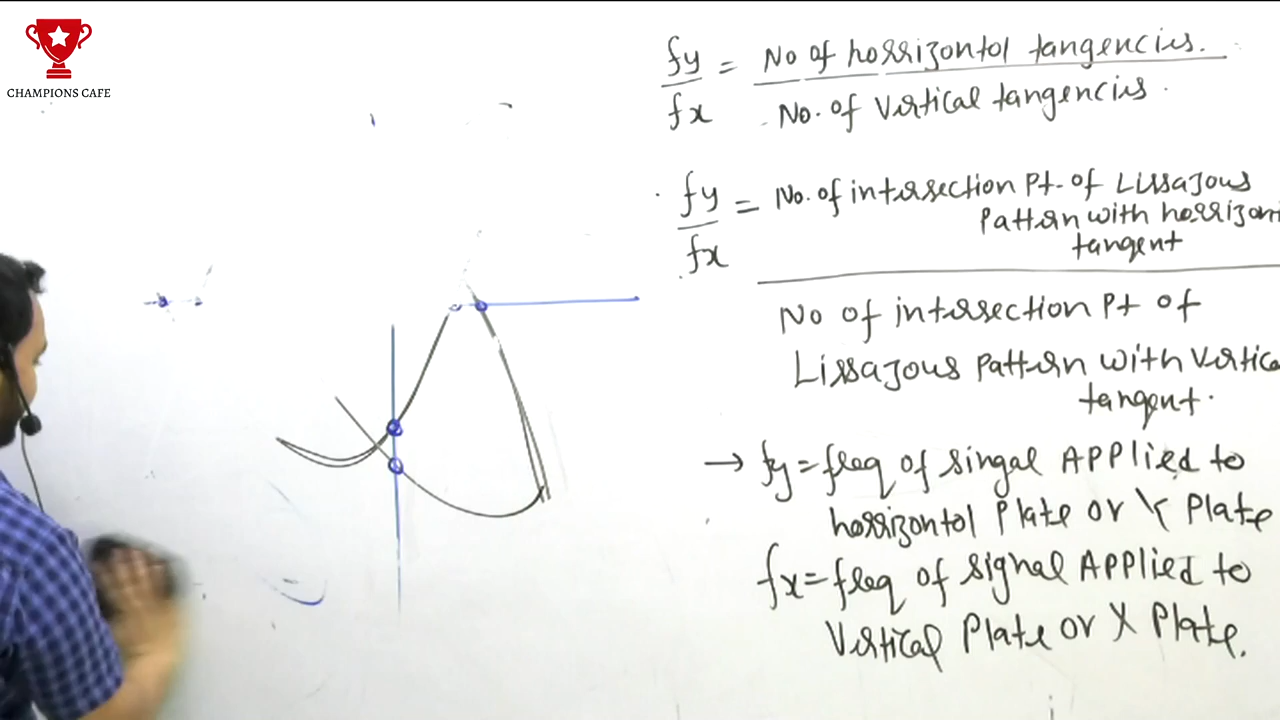 CHAMPIONS CAFE
fy/fx = No of horrizontol tangencies.
No. of Vertical tangencies.
fy/fx = No. of intersection Pt. of Lissajous
Pattern with horrizon
tangent
No of intersection Pt of
Lissajous Pattern with Vertica
tangent.
→ fy = freq of singal APPlied to
horrizontol Plate or Y Plate
fx = freq of signal APPlied to
Vertical Plate or X Plate.